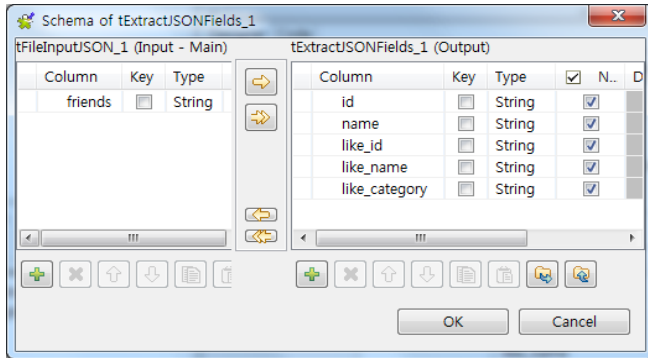 Schema of tExtractJSONFields_1
tFileInputJSON_1 (Input - Main)
tExtractJSONFields_1 (Output)
Column Key Type
friends String
Column Key Type N.. D
id String
name String
like_id String
like_name String
like_category String
OK Cancel